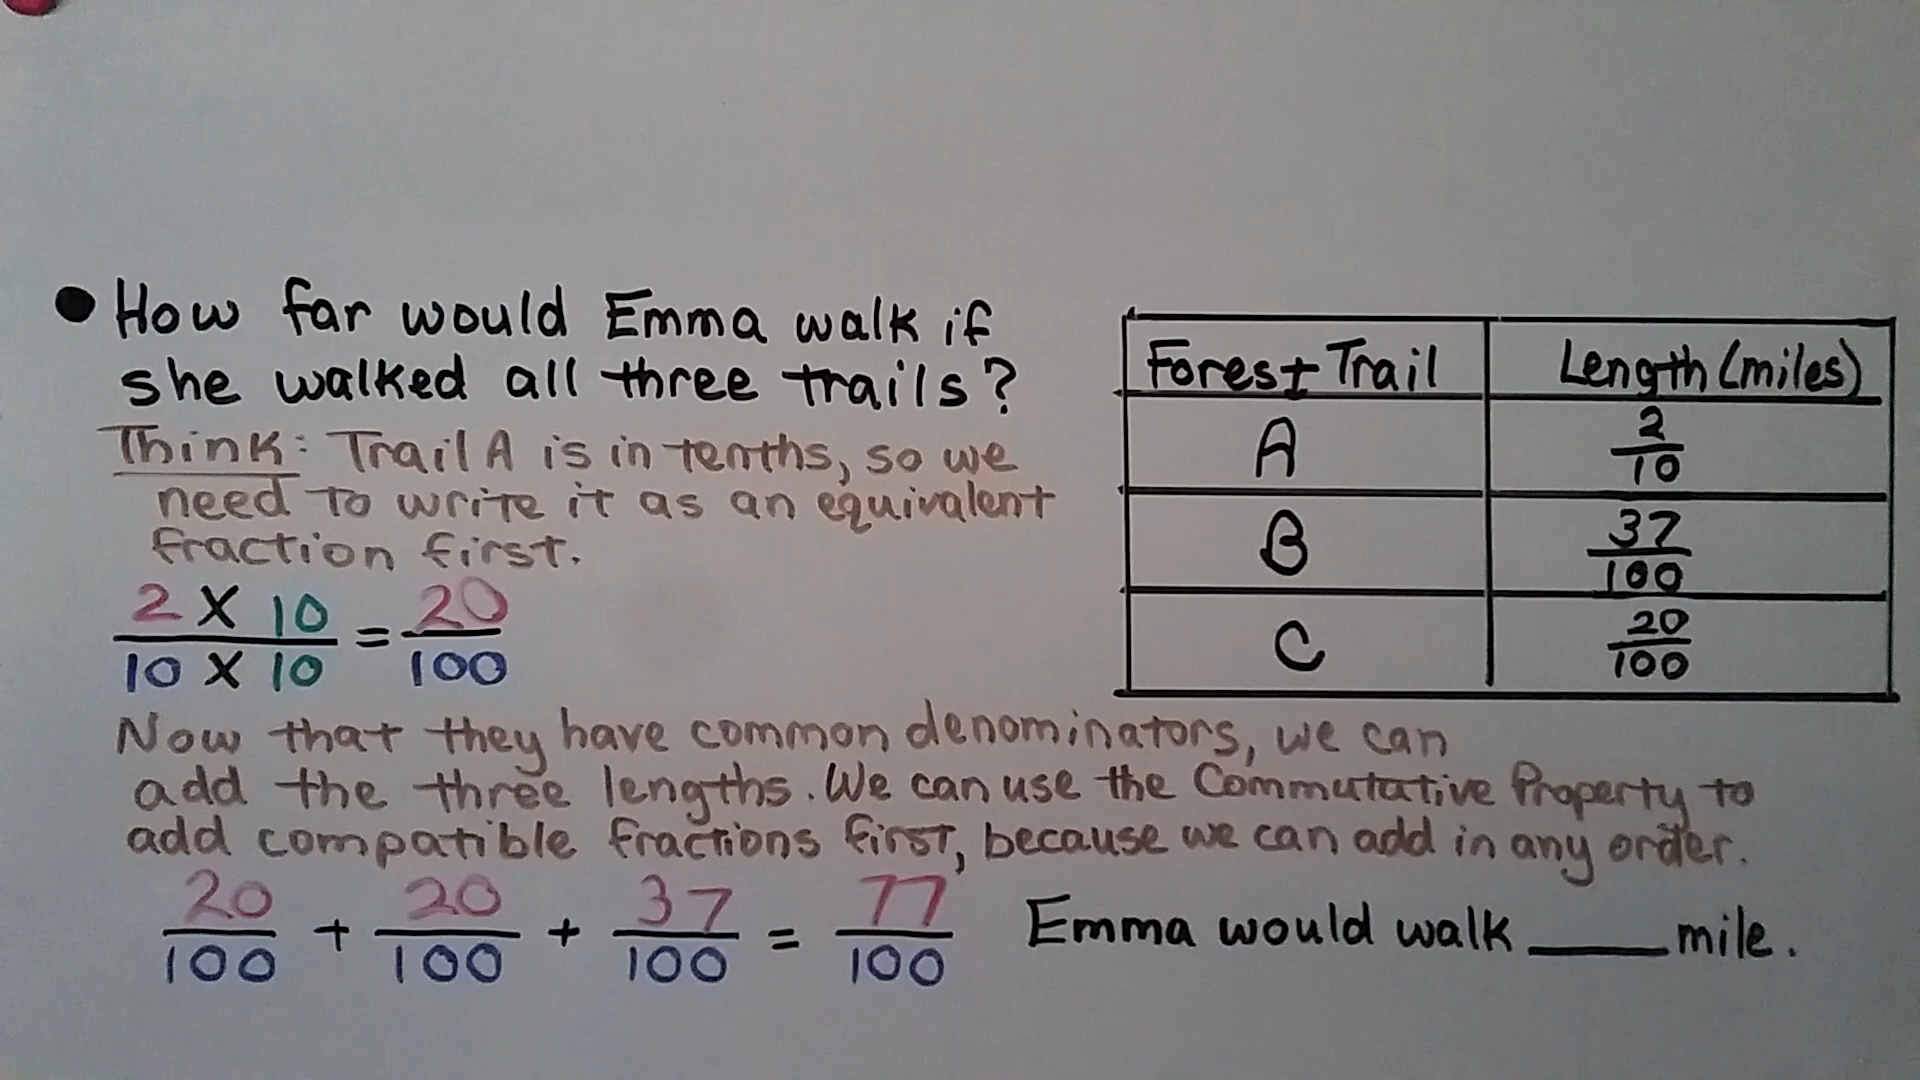 ● How far would Emma walk if
she walked all three trails?
Think: Trail A is in tenths, so we
need to write it as an equivalent
fraction first.
2 X 10 = 20
10 X 10 100
Forest Trail Length (miles)
A 2/10
B 37/100
C 20/100
Now that they have common denominators, we can
add the three lengths. We can use the Commutative Property to
add compatible fractions first, because we can add in any order.
20/100 + 20/100 + 37/100 = 77/100 Emma would walk ____ mile.